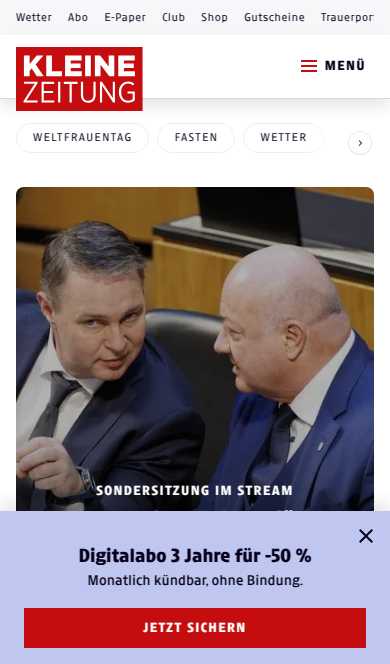 Wetter Abo E-Paper Club Shop Gutscheine
KLEINE
ZEITUNG
MENÜ
WELTFRAUENTAG FASTEN WETTER
SONDERSITZUNG IM STREAM
Digitalabo 3 Jahre für -50 %
Monatlich kündbar, ohne Bindung.
JETZT SICHERN